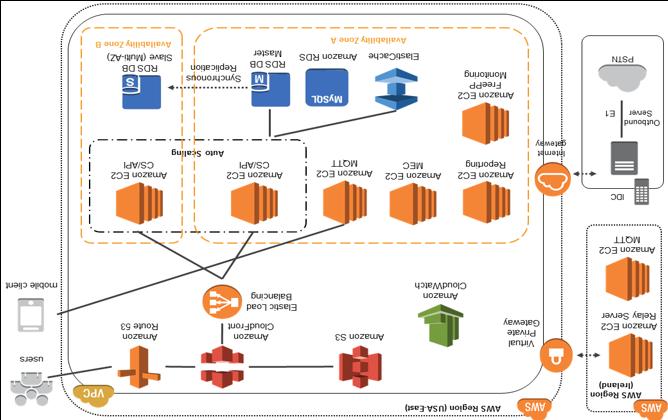 AWS
AWS Region
(Ireland)
Amazon EC2
Relay Server
Amazon EC2
MQTT
IDC
Outbound
Server
E1
PSTN
AWS
AWS Region (USA-East)
VPC
Virtual
Private
Gateway
Internet
gateway
Amazon
CloudWatch
Amazon S3
Amazon
CloudFront
Amazon
Route 53
users
mobile client
Elastic Load
Balancing
Amazon EC2
Reporting
Amazon EC2
MEC
Amazon EC2
MQTT
Amazon EC2
CS/API
Amazon EC2
CS/API
Auto Scaling
Amazon EC2
FreePP
Monitoring
ElastiCache
MySQL
Amazon RDS
M
RDS DB
Master
Synchronous
Replication
S
RDS DB
Slave (Multi-AZ)
Availability Zone A
Availability Zone B